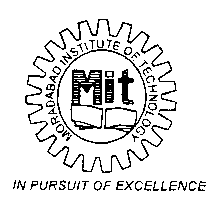 MORADABAD INSTITUTE OF TECHNOLOGY
Mit
IN PURSUIT OF EXCELLENCE